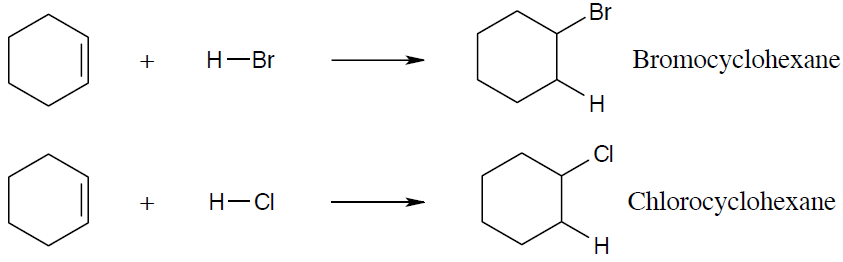 + H—Br Br H Bromocyclohexane
+ H—Cl Cl H Chlorocyclohexane